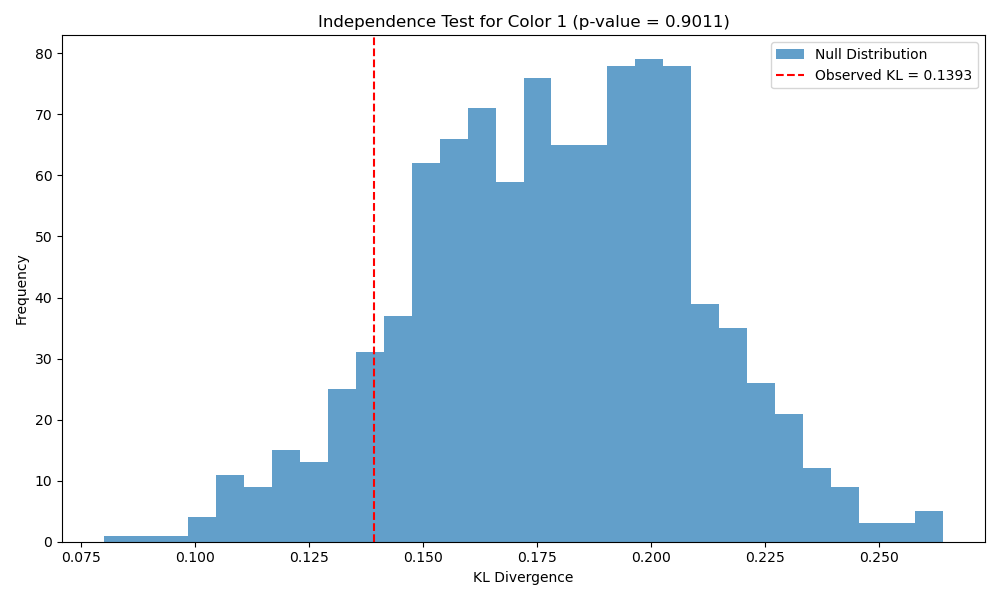 Independence Test for Color 1 (p-value = 0.9011)
Null Distribution
Observed KL = 0.1393
Frequency
80
70
60
50
40
30
20
10
0
0.075 0.100 0.125 0.150 0.175 0.200 0.225 0.250
KL Divergence